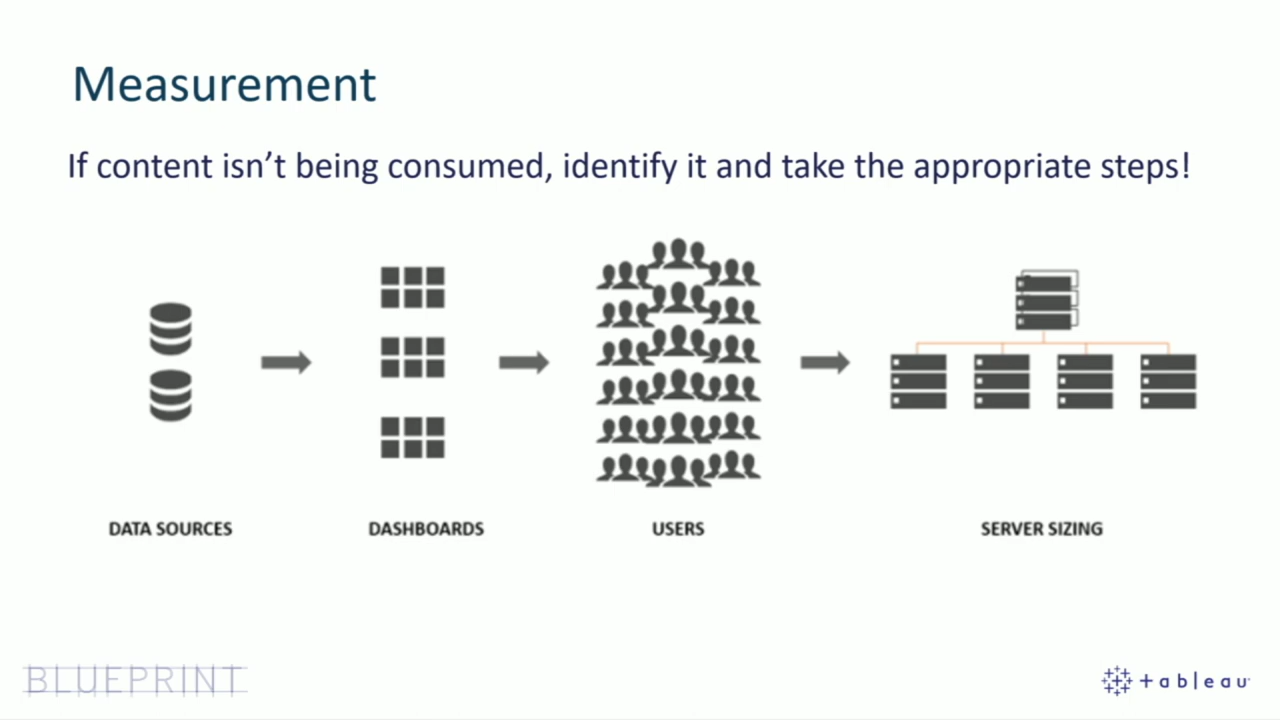 Measurement
If content isn’t being consumed, identify it and take the appropriate steps!
DATA SOURCES
DASHBOARDS
USERS
SERVER SIZING
BLUEPRINT
+ableau